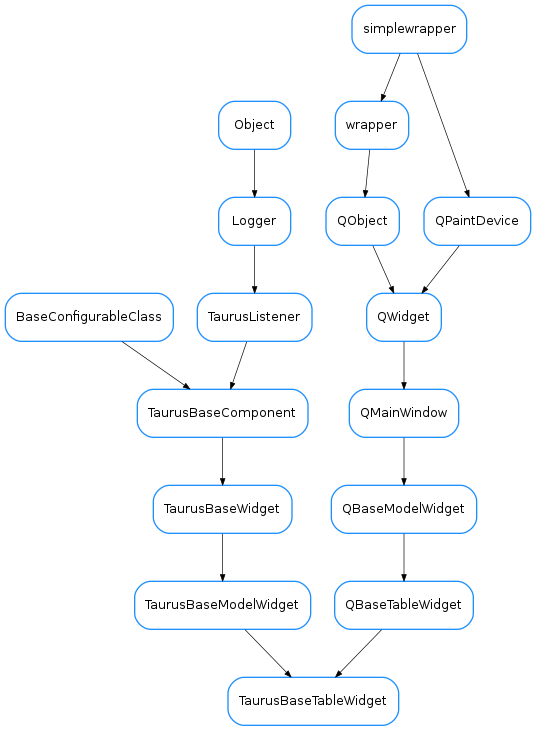 simplewrapper
Object
wrapper
Logger
QObject
QPaintDevice
BaseConfigurableClass
TaurusListener
QWidget
TaurusBaseComponent
QMainWindow
TaurusBaseWidget
QBaseModelWidget
TaurusBaseModelWidget
QBaseTableWidget
TaurusBaseTableWidget